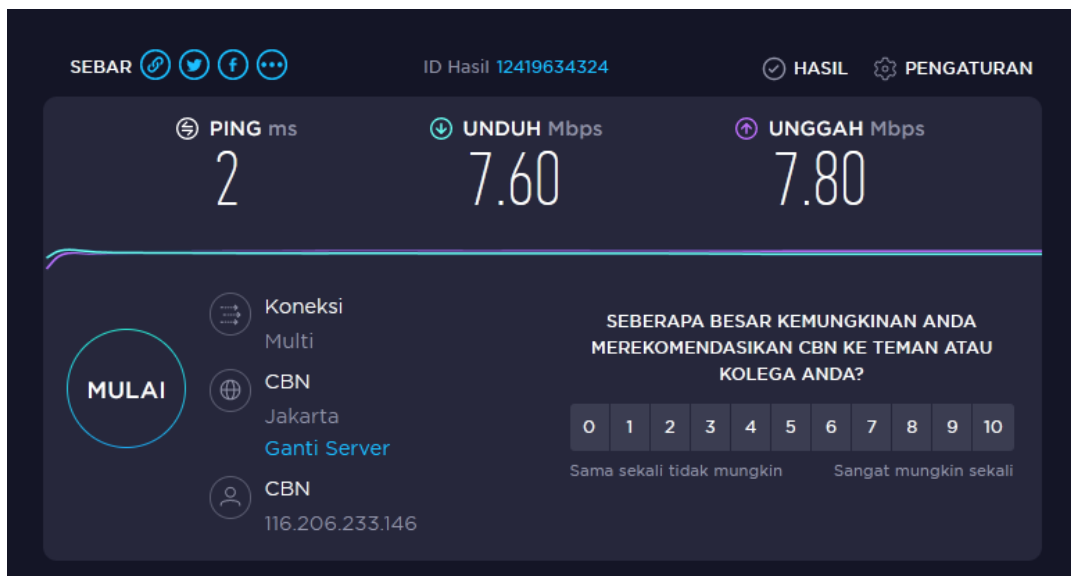 SEBAR
ID Hasil 12419634324
HASIL
PENGATURAN
PING ms
2
UNDUH Mbps
7.60
UNGGAH Mbps
7.80
MULAI
Koneksi
Multi
CBN
Jakarta
Ganti Server
CBN
116.206.233.146
SEBERAPA BESAR KEMUNGKINAN ANDA
MEREKOMENDASIKAN CBN KE TEMAN ATAU
KOLEGA ANDA?
0 1 2 3 4 5 6 7 8 9 10
Sama sekali tidak mungkin
Sangat mungkin sekali